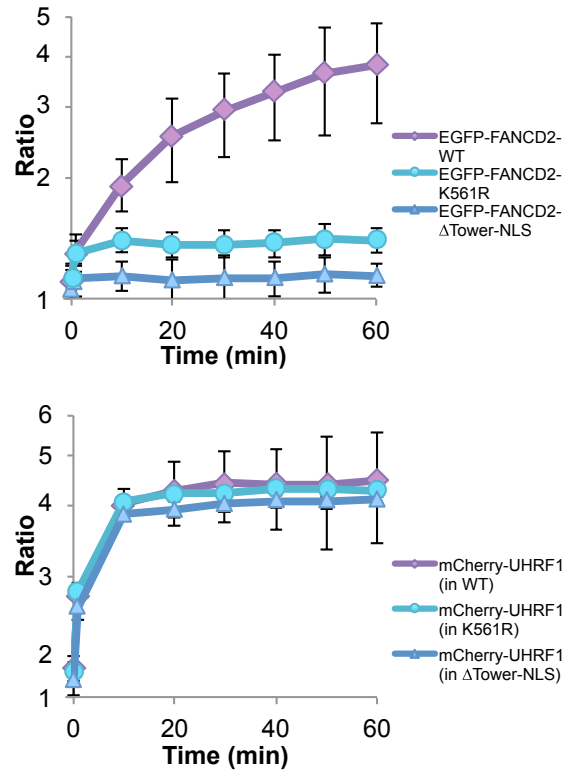 5
4
3
2
1
Ratio
0
20
40
60
Time (min)
EGFP-FANCD2-
WT
EGFP-FANCD2-
K561R
EGFP-FANCD2-
ΔTower-NLS
6
5
4
3
2
1
Ratio
0
20
40
60
Time (min)
mCherry-UHRF1
(in WT)
mCherry-UHRF1
(in K561R)
mCherry-UHRF1
(in ΔTower-NLS)